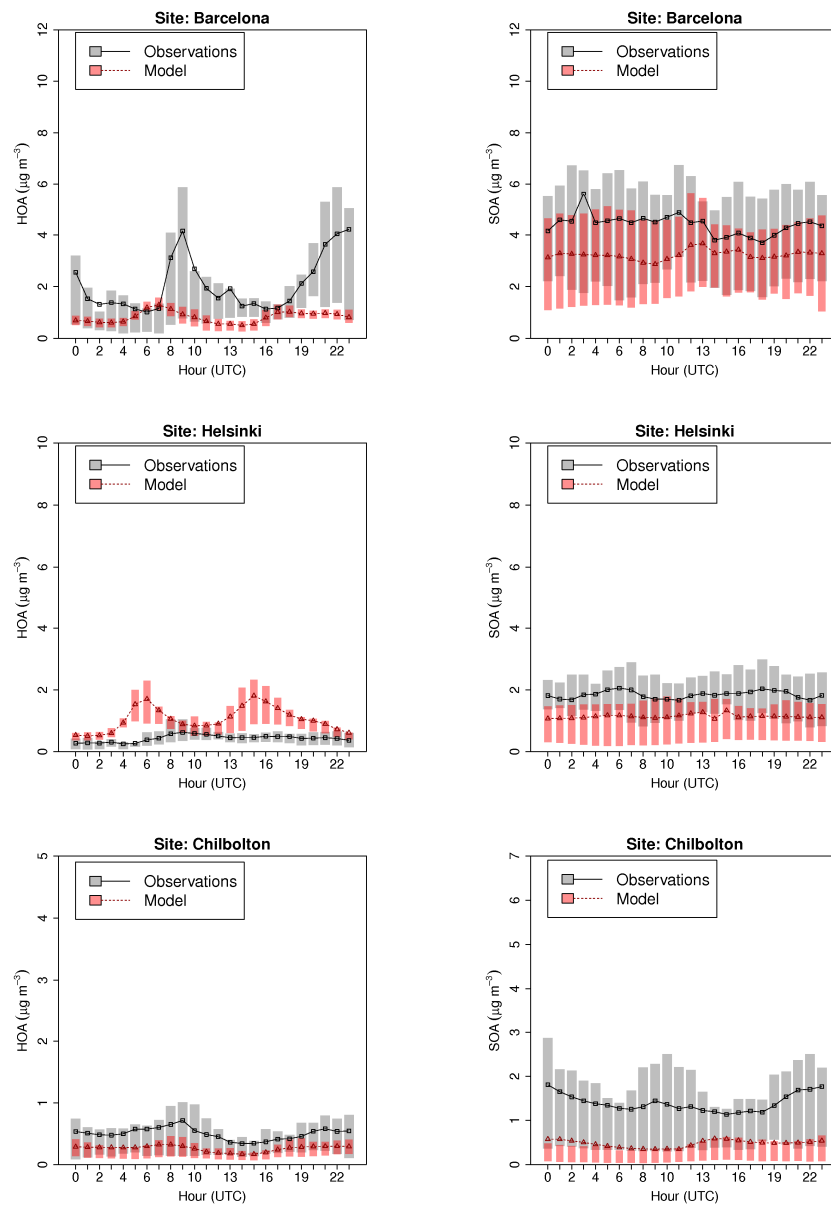 Site: Barcelona
Observations
Model
HOA (µg m⁻³)
0 2 4 6 8 10 12
0 2 4 6 8 10 13 16 19 22
Hour (UTC)
Site: Barcelona
Observations
Model
SOA (µg m⁻³)
0 2 4 6 8 10 12
0 2 4 6 8 10 13 16 19 22
Hour (UTC)
Site: Helsinki
Observations
Model
HOA (µg m⁻³)
0 2 4 6 8 10
0 2 4 6 8 10 13 16 19 22
Hour (UTC)
Site: Helsinki
Observations
Model
SOA (µg m⁻³)
0 2 4 6 8 10
0 2 4 6 8 10 13 16 19 22
Hour (UTC)
Site: Chilbolton
Observations
Model
HOA (µg m⁻³)
0 1 2 3 4 5
0 2 4 6 8 10 13 16 19 22
Hour (UTC)
Site: Chilbolton
Observations
Model
SOA (µg m⁻³)
0 1 2 3 4 5 6 7
0 2 4 6 8 10 13 16 19 22
Hour (UTC)